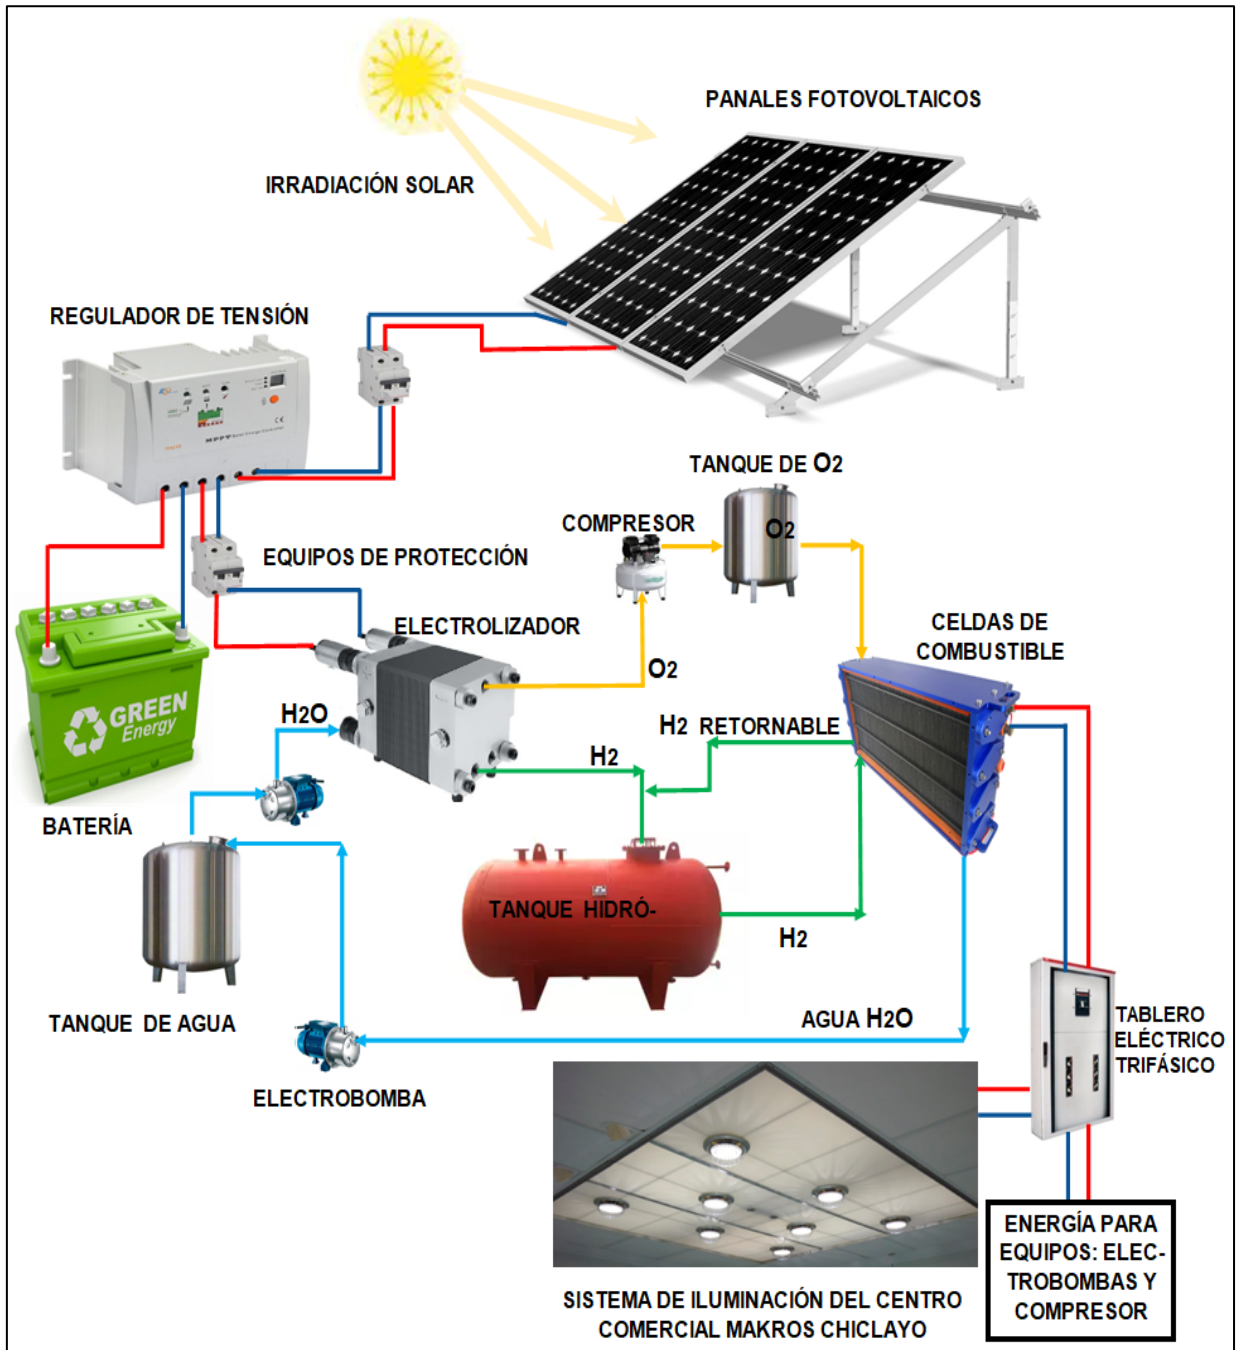 PANALES FOTOVOLTAICOS
IRRADIACIÓN SOLAR
REGULADOR DE TENSIÓN
MPPT
TANQUE DE O2
O2
COMPRESOR
EQUIPOS DE PROTECCIÓN
ELECTROLIZADOR
O2
CELDAS DE
COMBUSTIBLE
GREEN
Energy
H2O
H2 RETORNABLE
H2
BATERÍA
TANQUE HIDRÓ-
H2
TANQUE DE AGUA
AGUA H2O
TABLERO
ELÉCTRICO
TRIFÁSICO
ELECTROBOMBA
ENERGÍA PARA
EQUIPOS: ELEC-
TROBOMBAS Y
COMPRESOR
SISTEMA DE ILUMINACIÓN DEL CENTRO
COMERCIAL MAKROS CHICLAYO